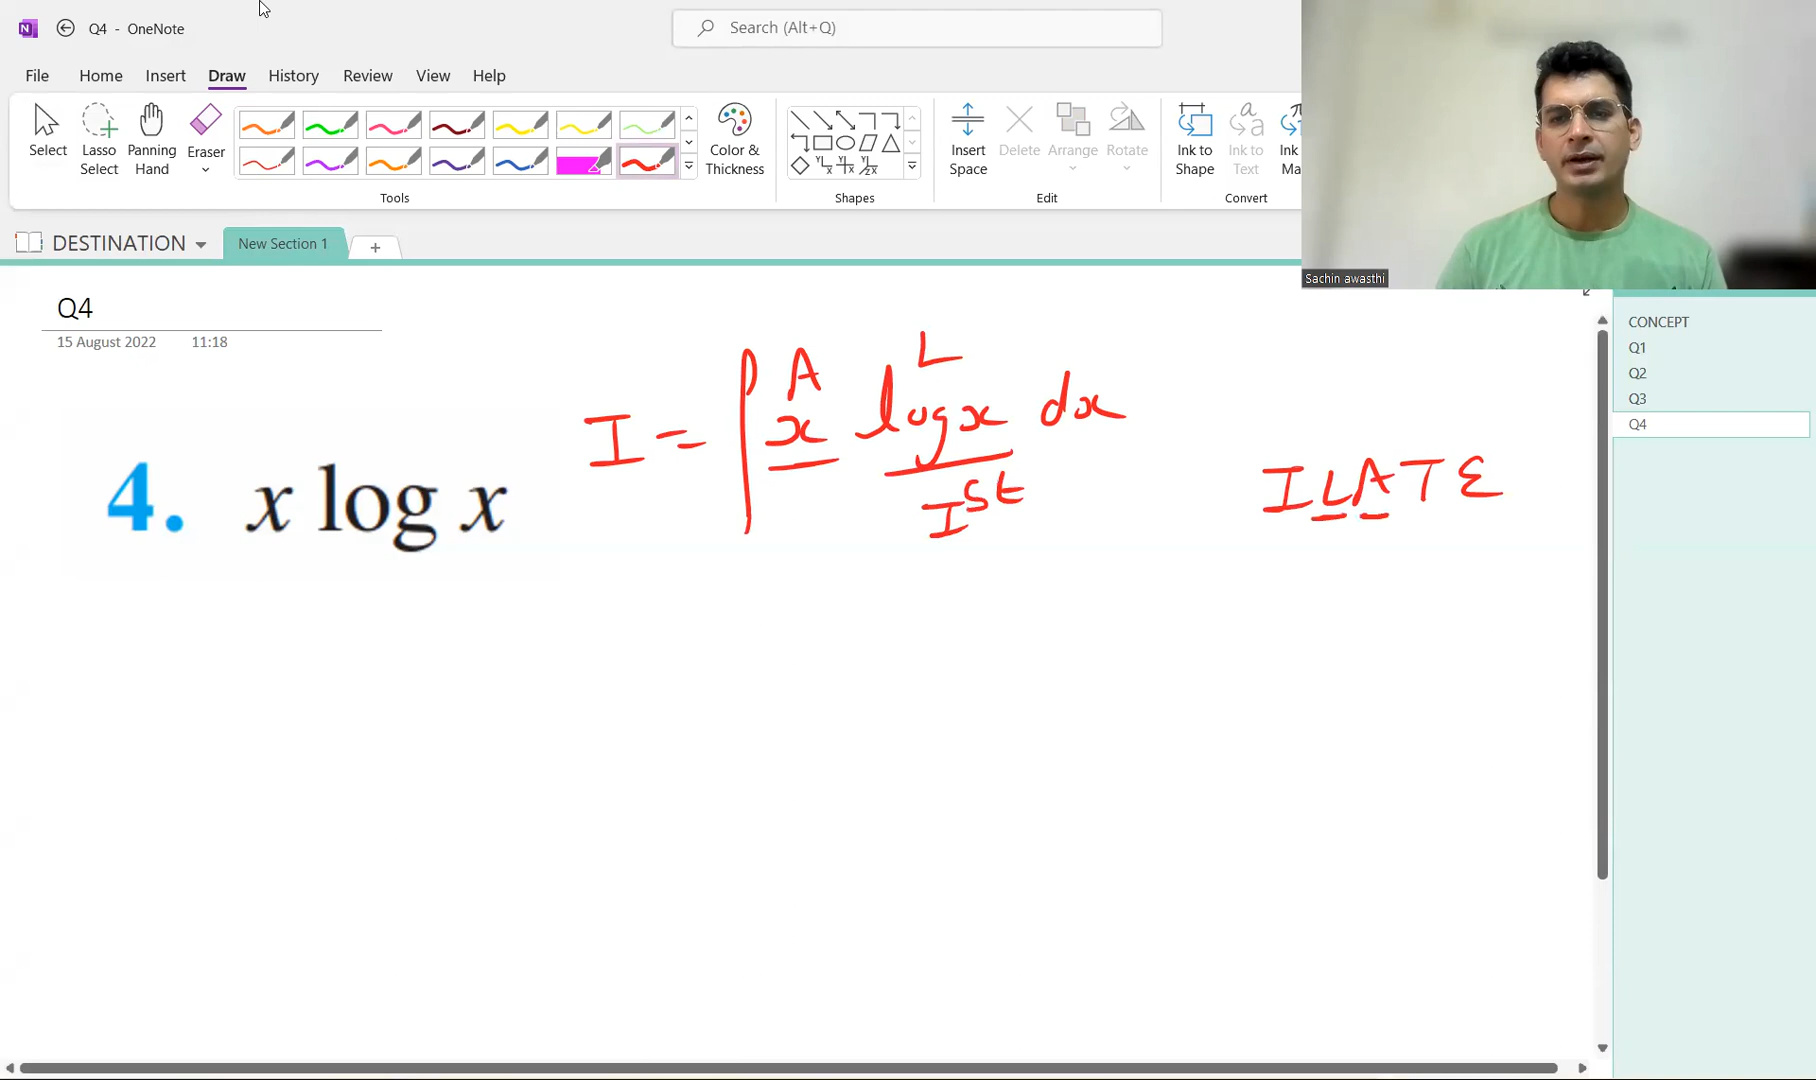 Q4 - OneNote
Search (Alt+Q)
File Home Insert Draw History Review View Help
Select
Lasso Select
Panning Hand
Eraser
Color & Thickness
Insert Space
Delete
Arrange
Rotate
Ink to Shape
Ink to Text
Ink Ma
Tools
Shapes
Edit
Convert
Sachin awasthi
DESTINATION
New Section 1
+
Q4
15 August 2022 11:18
CONCEPT
Q1
Q2
Q3
Q4
A L
I = ∫ x log x dx
Ist
ILATE
4. x log x